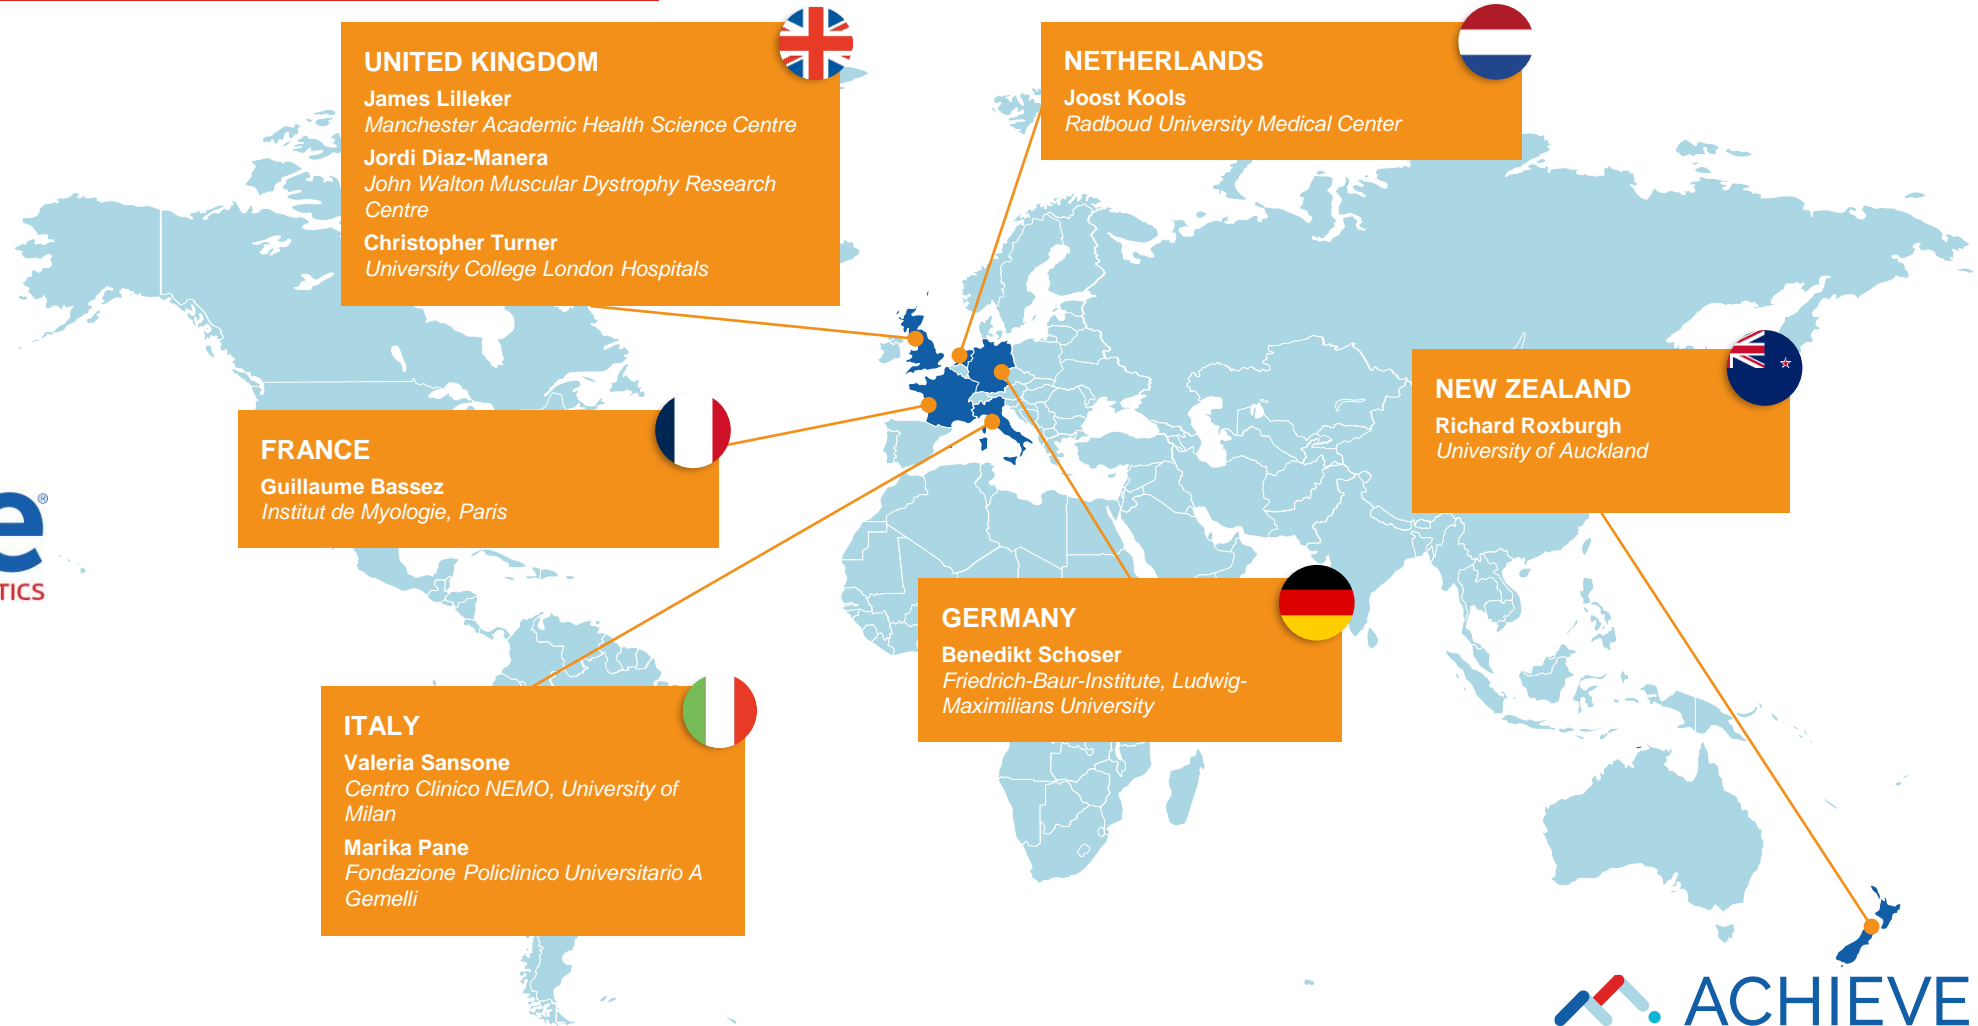 UNITED KINGDOM
James Lilleker
Manchester Academic Health Science Centre
Jordi Diaz-Manera
John Walton Muscular Dystrophy Research
Centre
Christopher Turner
University College London Hospitals
NETHERLANDS
Joost Kools
Radboud University Medical Center
NEW ZEALAND
Richard Roxburgh
University of Auckland
FRANCE
Guillaume Bassez
Institut de Myologie, Paris
e®
TICS
GERMANY
Benedikt Schoser
Friedrich-Baur-Institute, Ludwig-
Maximilians University
ITALY
Valeria Sansone
Centro Clinico NEMO, University of
Milan
Marika Pane
Fondazione Policlinico Universitario A
Gemelli
ACHIEVE